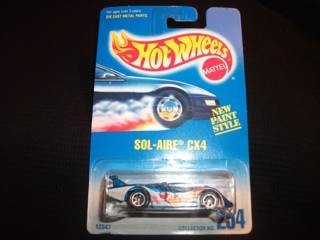 For ages over 3 years.
DIE CAST METAL PARTS.
HOT WHEELS
MATTEL
NEW
PAINT
STYLE
SOL-AIRE® CX4
COLLECTOR NO.
254